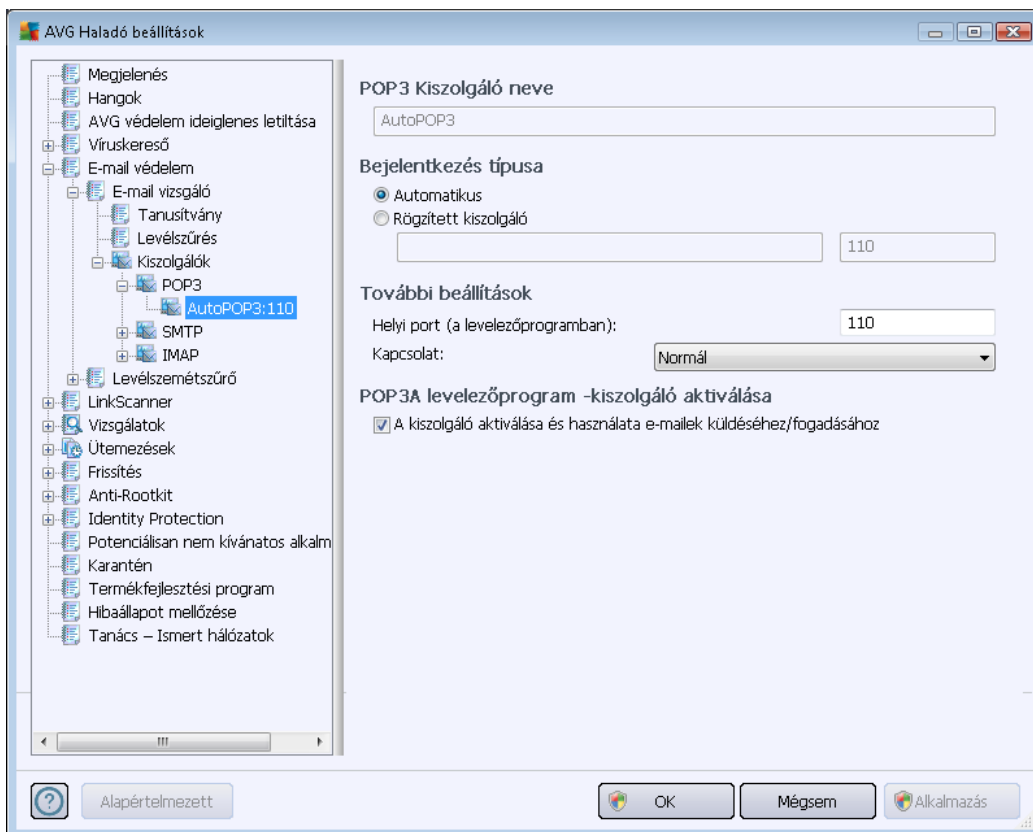 AVG Haladó beállítások
Megjelenés
Hangok
AVG védelem ideiglenes letiltása
Víruskereső
E-mail védelem
E-mail vizsgáló
Tanusítvány
Levélszűrés
Kiszolgálók
POP3
AutoPOP3:110
SMTP
IMAP
Levélszemétszűrő
LinkScanner
Vizsgálatok
Ütemezések
Frissítés
Anti-Rootkit
Identity Protection
Potenciálisan nem kívánatos alkalm
Karantén
Termékfejlesztési program
Hibaállapot mellőzése
Tanács – Ismert hálózatok
POP3 Kiszolgáló neve
AutoPOP3
Bejelentkezés típusa
Automatikus
Rögzített kiszolgáló
110
További beállítások
Helyi port (a levelezőprogramban): 110
Kapcsolat: Normál
POP3A levelezőprogram -kiszolgáló aktiválása
A kiszolgáló aktiválása és használata e-mailek küldéséhez/fogadásához
Alapértelmezett OK Mégsem Alkalmazás